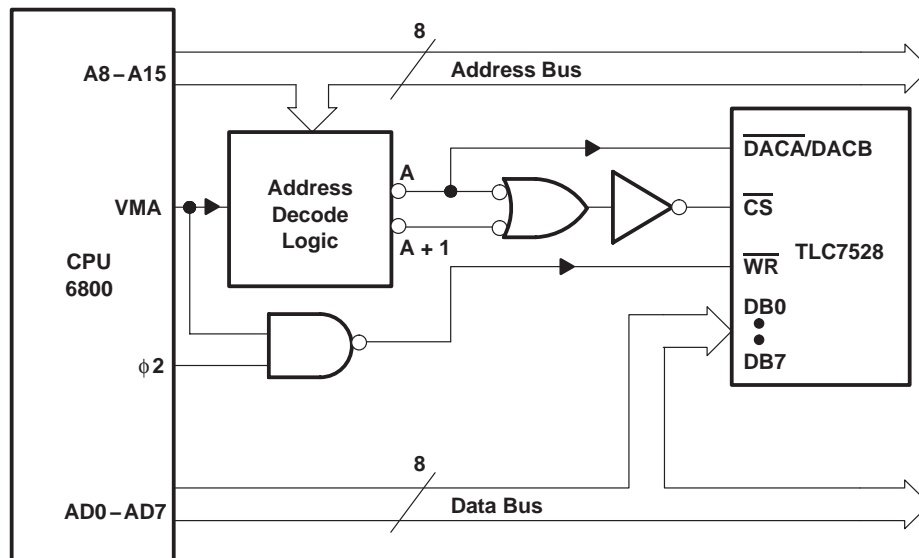 8
A8–A15
Address Bus
A
DACA/DACB
Address
Decode
Logic
VMA
CS
A + 1
TLC7528
CPU
6800
WR
DB0
DB7
ϕ2
8
AD0–AD7
Data Bus